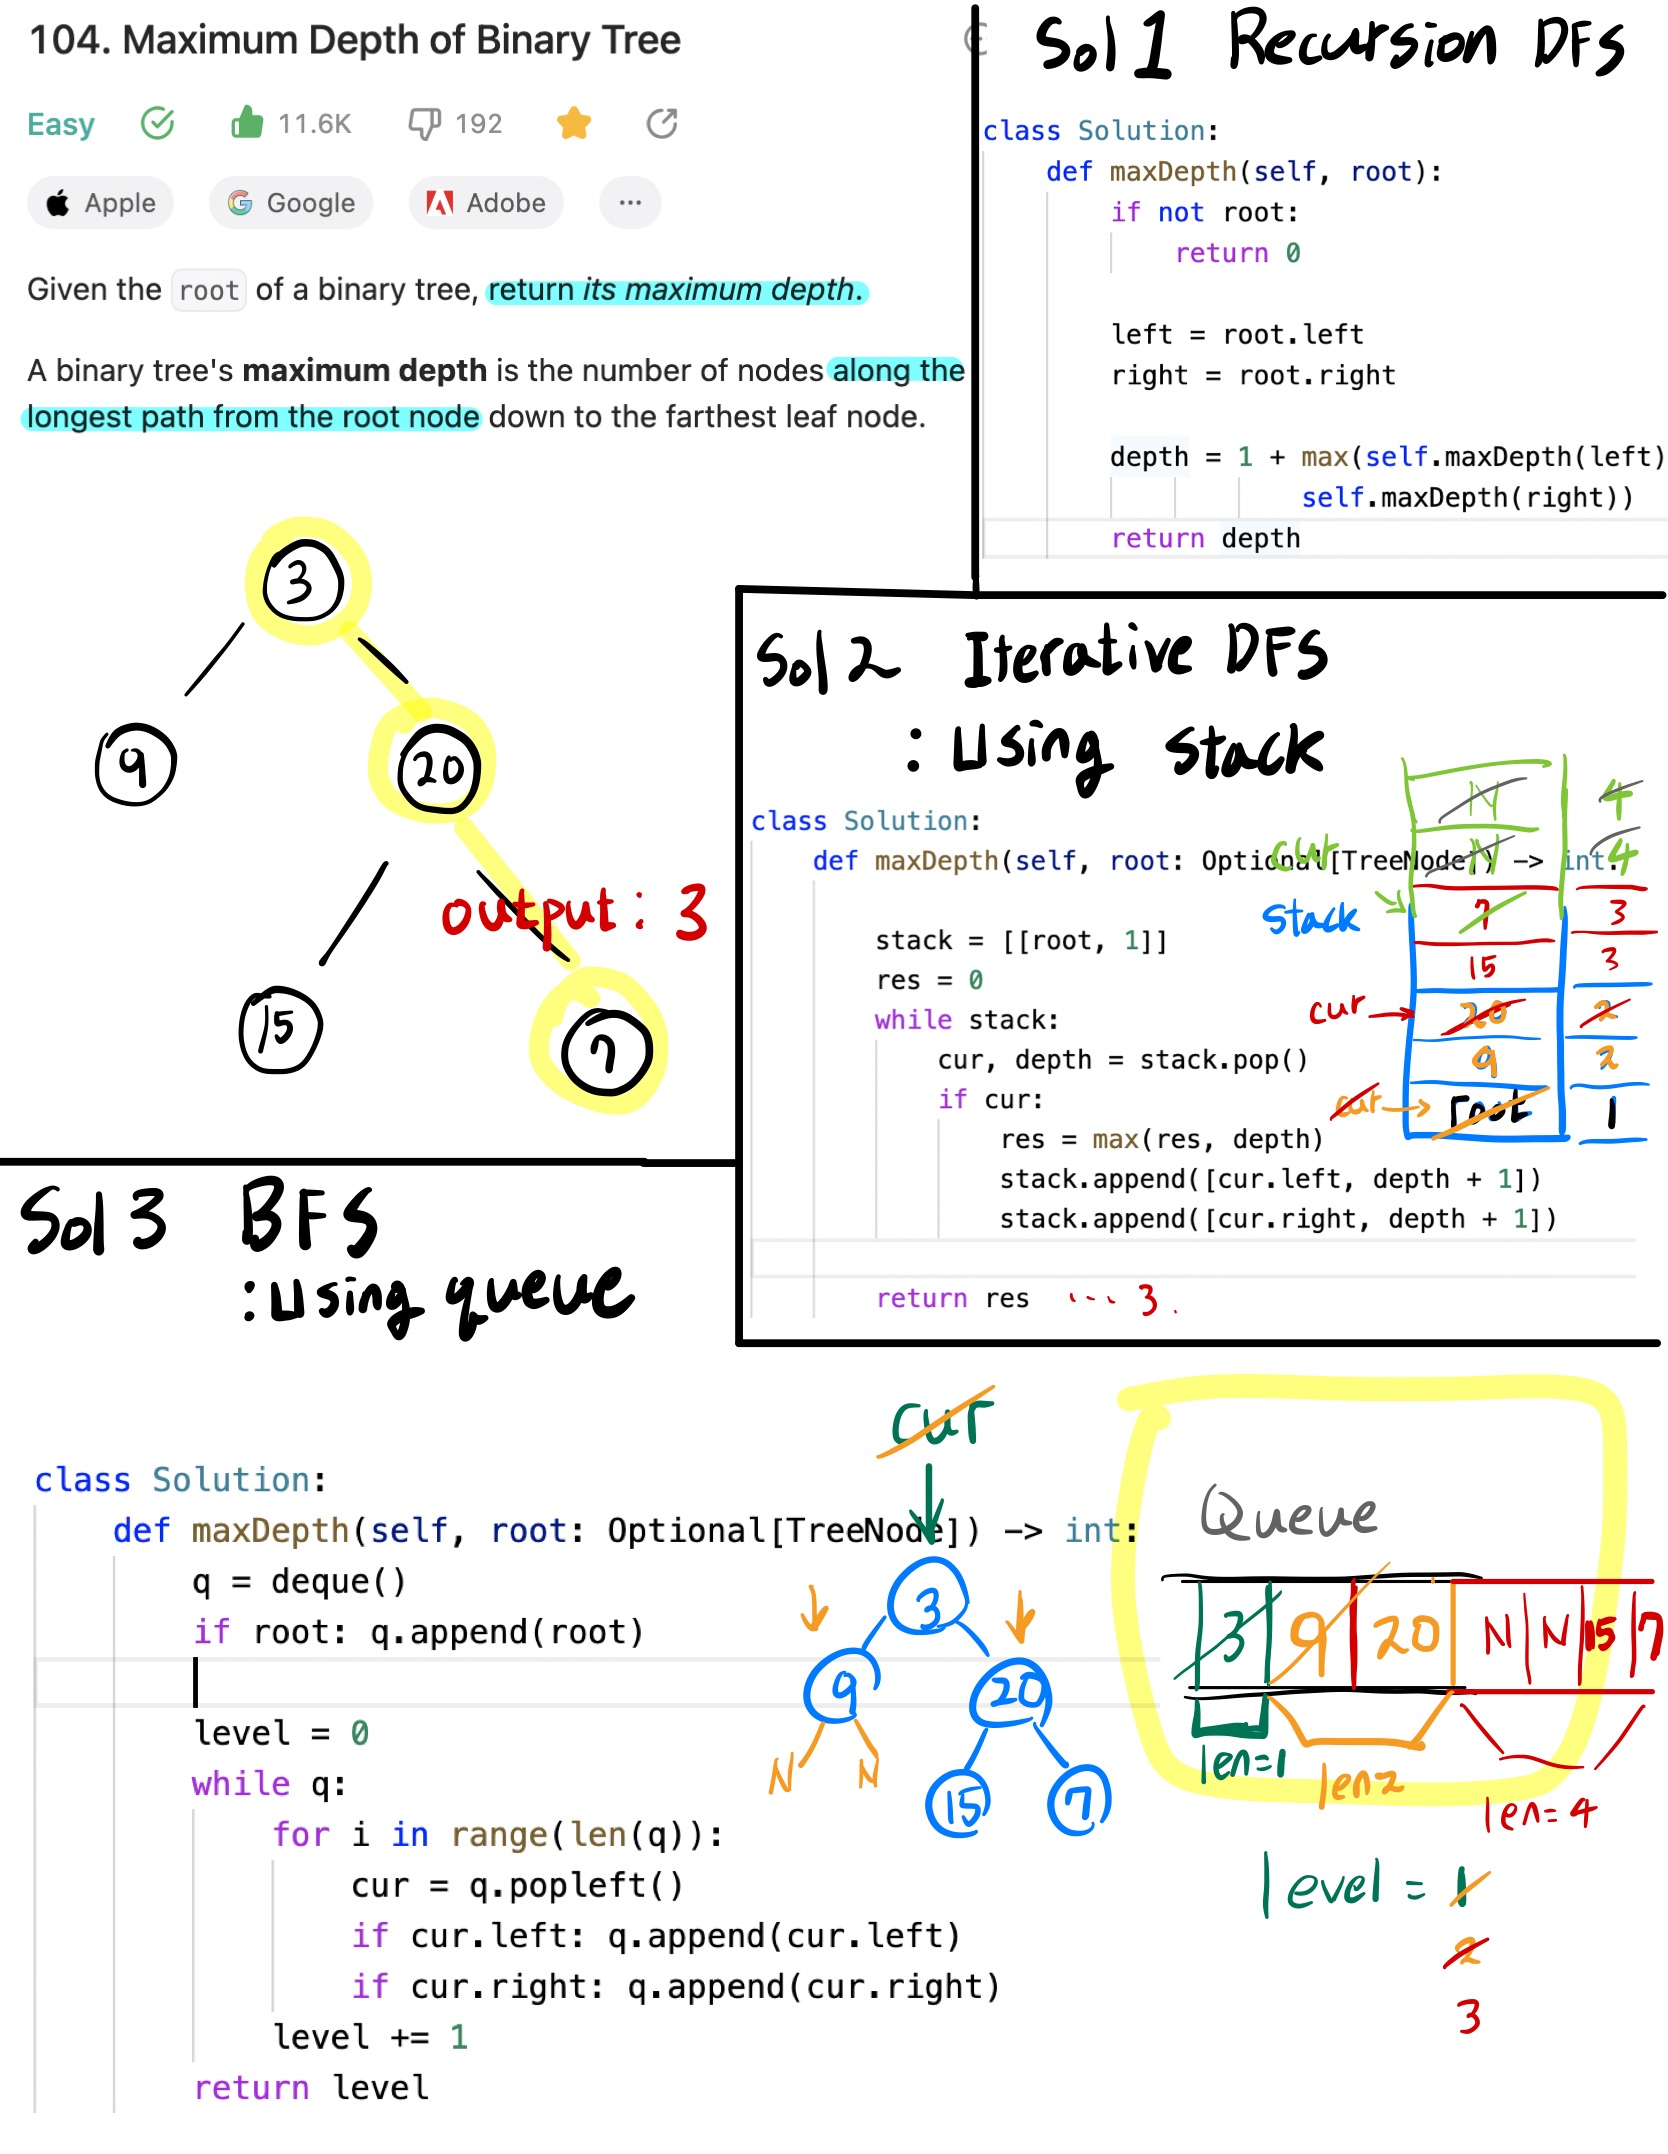 104. Maximum Depth of Binary Tree
Easy 11.6K 192
Apple Google Adobe ...
Given the root of a binary tree, return its maximum depth.
A binary tree's maximum depth is the number of nodes along the
longest path from the root node down to the farthest leaf node.
3
9 20
output: 3
15 7
Sol 1 Recursion DFS
class Solution:
def maxDepth(self, root):
if not root:
return 0
left = root.left
right = root.right
depth = 1 + max(self.maxDepth(left)
self.maxDepth(right))
return depth
Sol 2 Iterative DFS
: Using stack
class Solution:
def maxDepth(self, root: Optional[TreeNode]) -> int:
stack = [[root, 1]]
res = 0
while stack:
cur, depth = stack.pop()
if cur:
res = max(res, depth)
stack.append([cur.left, depth + 1])
stack.append([cur.right, depth + 1])
return res ... 3.
N 4
cur N 4
stack 7 3
15 3
cur 20 2
9 2
cur root 1
Sol 3 BFS
: Using queue
class Solution:
def maxDepth(self, root: Optional[TreeNode]) -> int:
q = deque()
if root: q.append(root)
level = 0
while q:
for i in range(len(q)):
cur = q.popleft()
if cur.left: q.append(cur.left)
if cur.right: q.append(cur.right)
level += 1
return level
cur
3
9 20
N N 15 7
Queue
3 9 20 N N 15 7
len=1 len2 len=4
level = 1
2
3